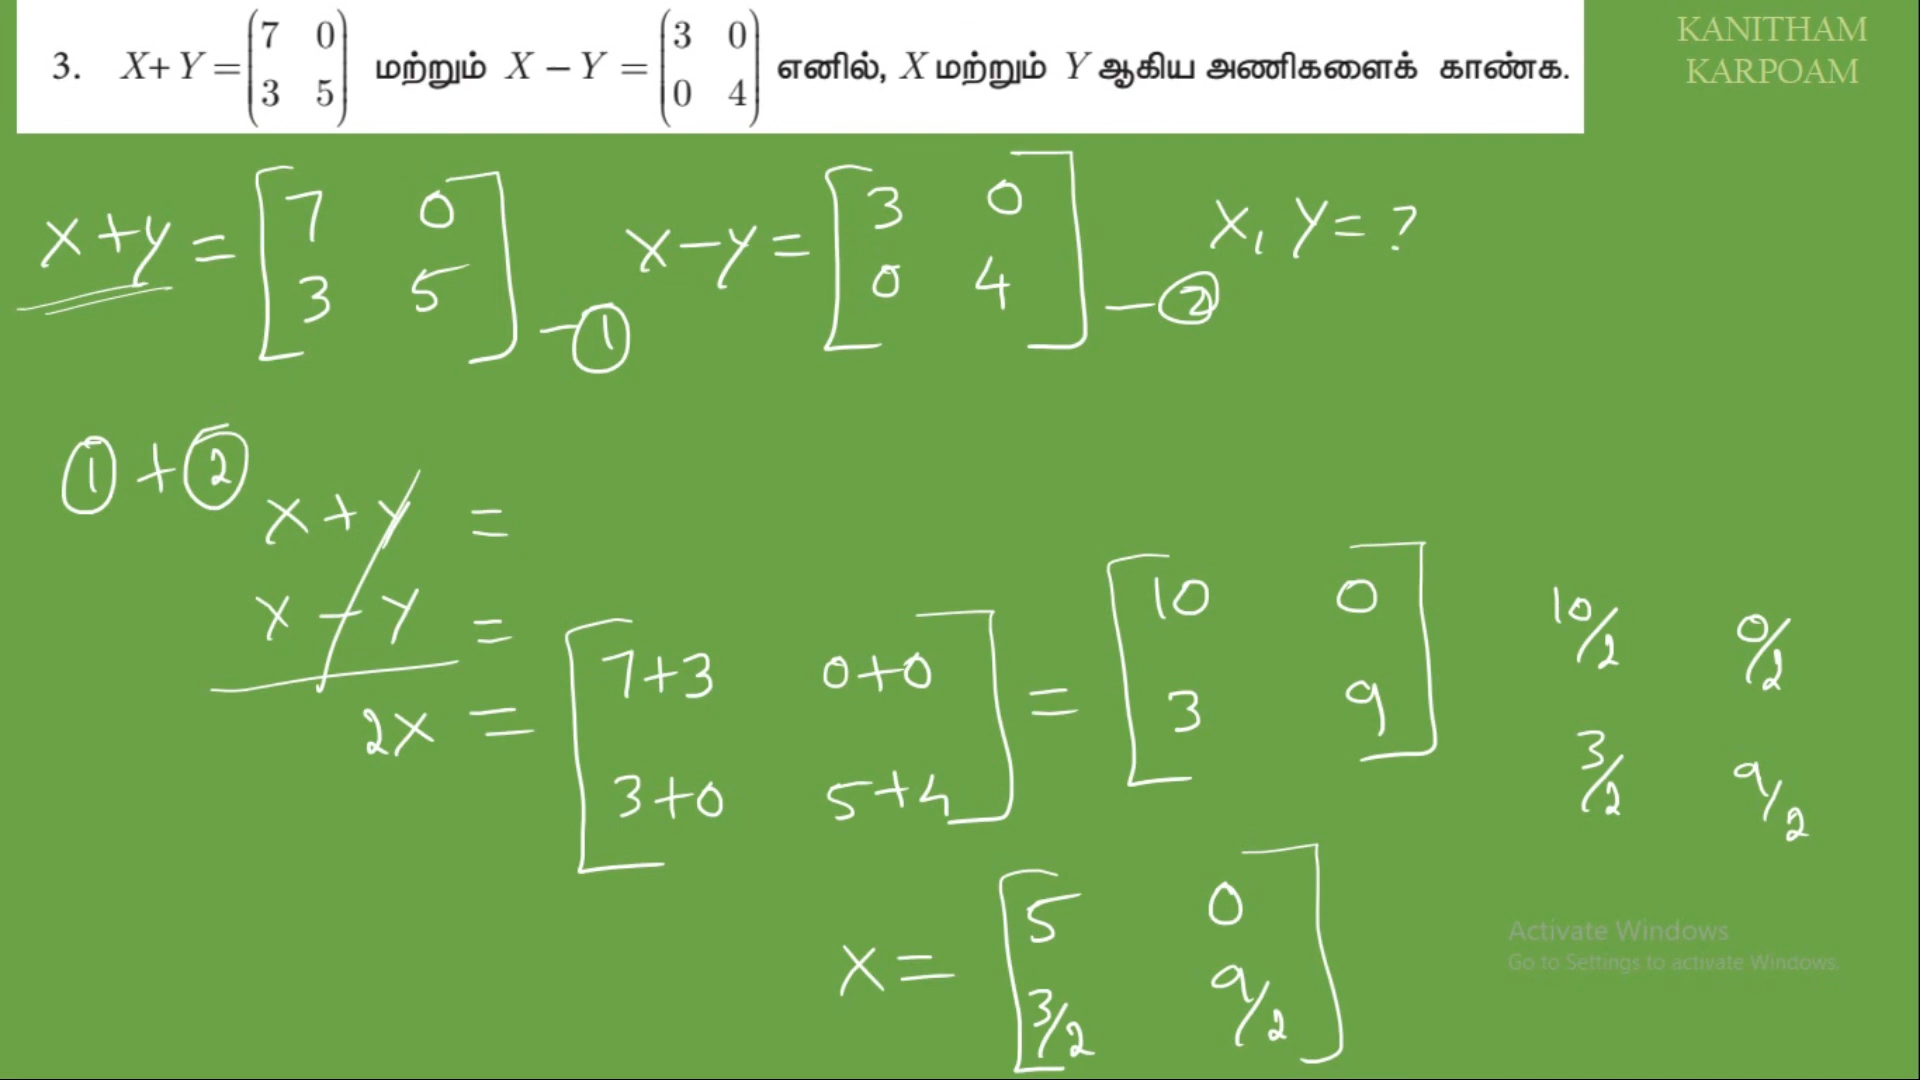 KANITHAM
KARPOAM
3. X+Y = (7 0
3 5) மற்றும் X − Y = (3 0
0 4) எனில், X மற்றும் Y ஆகிய அணிகளைக் காண்க.
x+y = [7 0
3 5] −① x−y = [3 0
0 4] −② X, Y = ?
①+②
x+y =
x−y =
2x = [7+3 0+0
3+0 5+4] = [10 0
3 9]
10/2 0/2
3/2 9/2
x = [5 0
3/2 9/2]
Activate Windows
Go to Settings to activate Windows.